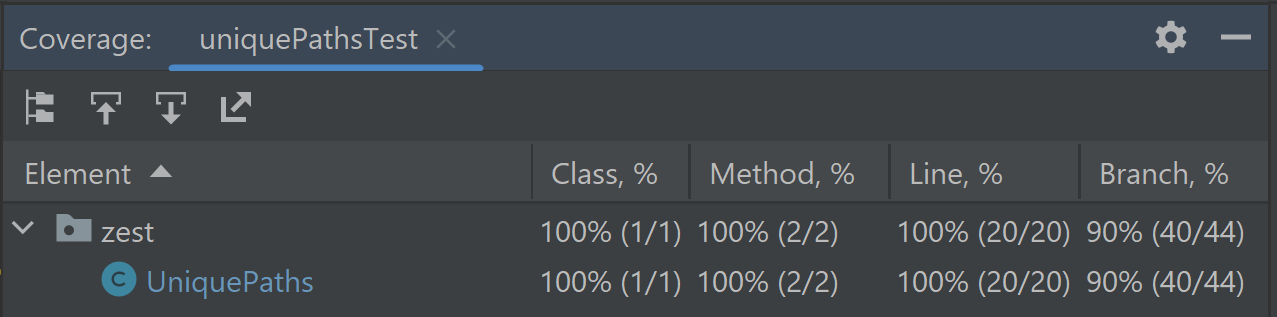 Coverage: uniquePathsTest
Element Class, % Method, % Line, % Branch, %
zest 100% (1/1) 100% (2/2) 100% (20/20) 90% (40/44)
C UniquePaths 100% (1/1) 100% (2/2) 100% (20/20) 90% (40/44)